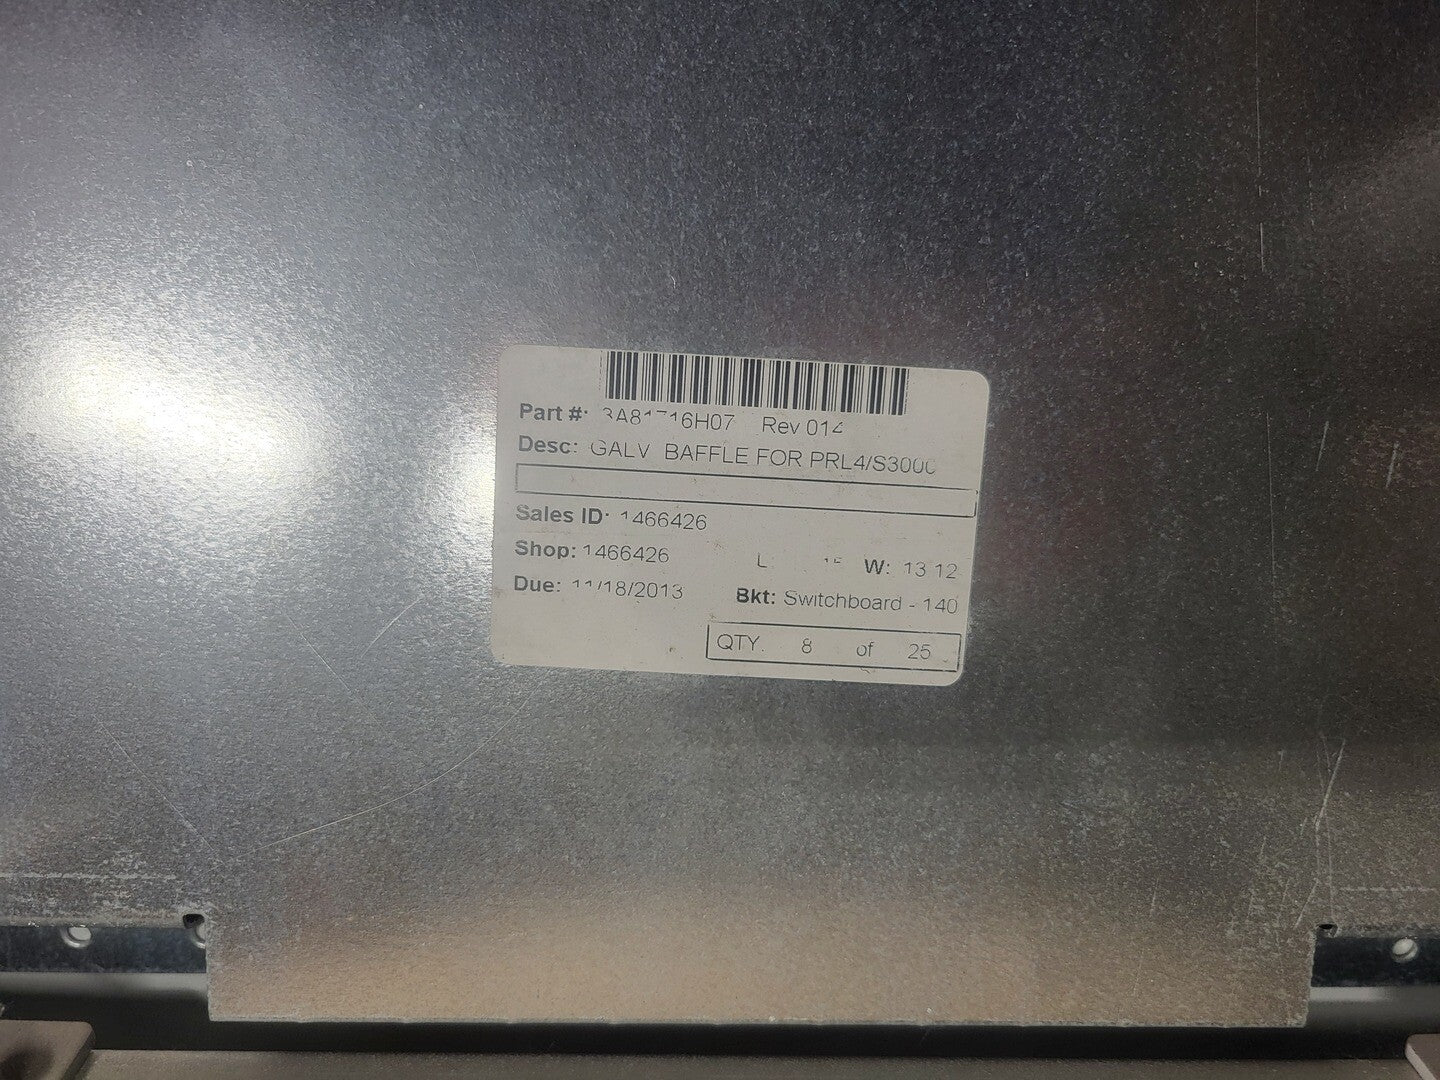 Part #: 3A81716H07 Rev 014
Desc: GALV BAFFLE FOR PRL4/S3000
Sales ID: 1466426
Shop: 1466426 L: W: 13.12
Due: 11/18/2013 Bkt: Switchboard - 140
QTY. 8 of 25